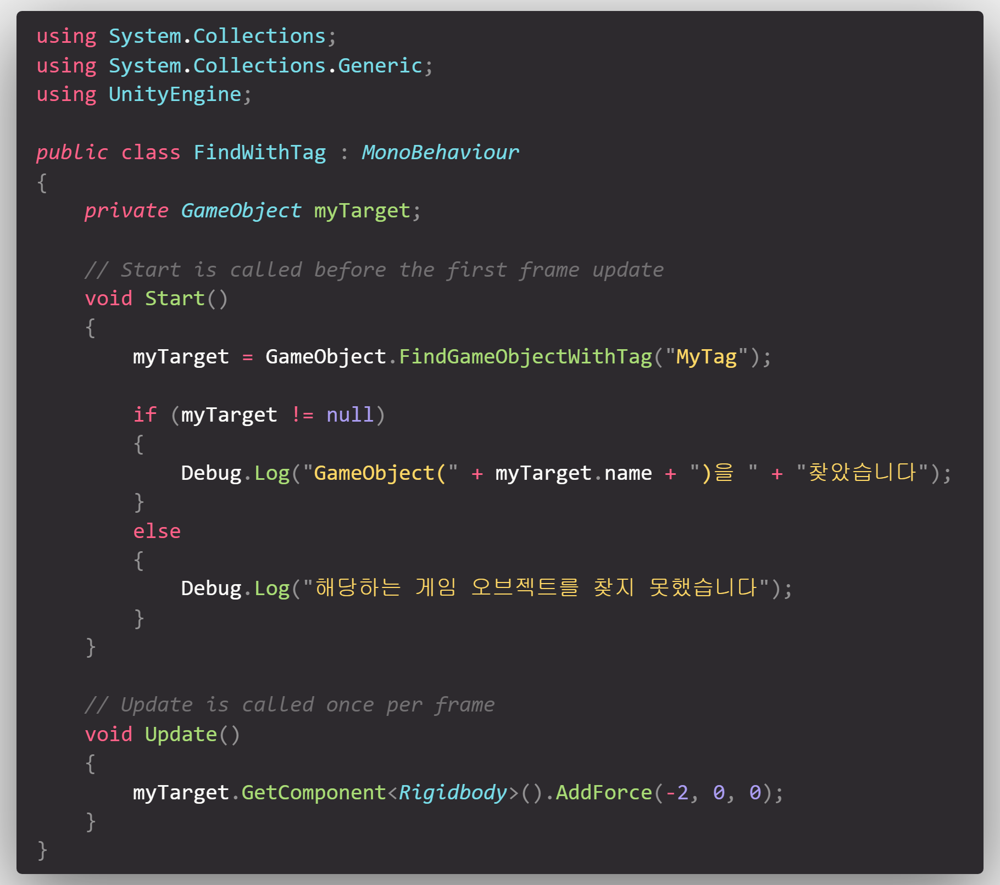 using System.Collections;
using System.Collections.Generic;
using UnityEngine;

public class FindWithTag : MonoBehaviour
{
    private GameObject myTarget;

    // Start is called before the first frame update
    void Start()
    {
        myTarget = GameObject.FindGameObjectWithTag("MyTag");

        if (myTarget != null)
        {
            Debug.Log("GameObject(" + myTarget.name + ")을 " + "찾았습니다");
        }
        else
        {
            Debug.Log("해당하는 게임 오브젝트를 찾지 못했습니다");
        }
    }

    // Update is called once per frame
    void Update()
    {
        myTarget.GetComponent<Rigidbody>().AddForce(-2, 0, 0);
    }
}